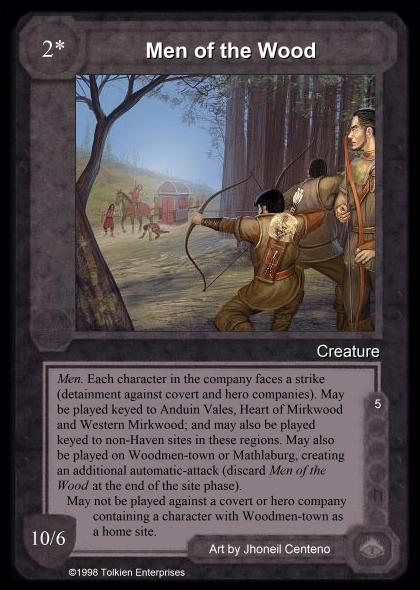 2*
Men of the Wood
Creature
Men. Each character in the company faces a strike
(detainment against covert and hero companies). May
be played keyed to Anduin Vales, Heart of Mirkwood
and Western Mirkwood; and may also be played
keyed to non-Haven sites in these regions. May also
be played on Woodmen-town or Mathlaburg, creating
an additional automatic-attack (discard Men of the
Wood at the end of the site phase).
May not be played against a covert or hero company
containing a character with Woodmen-town as
a home site.
5
10/6
Art by Jhoneil Centeno
©1998 Tolkien Enterprises